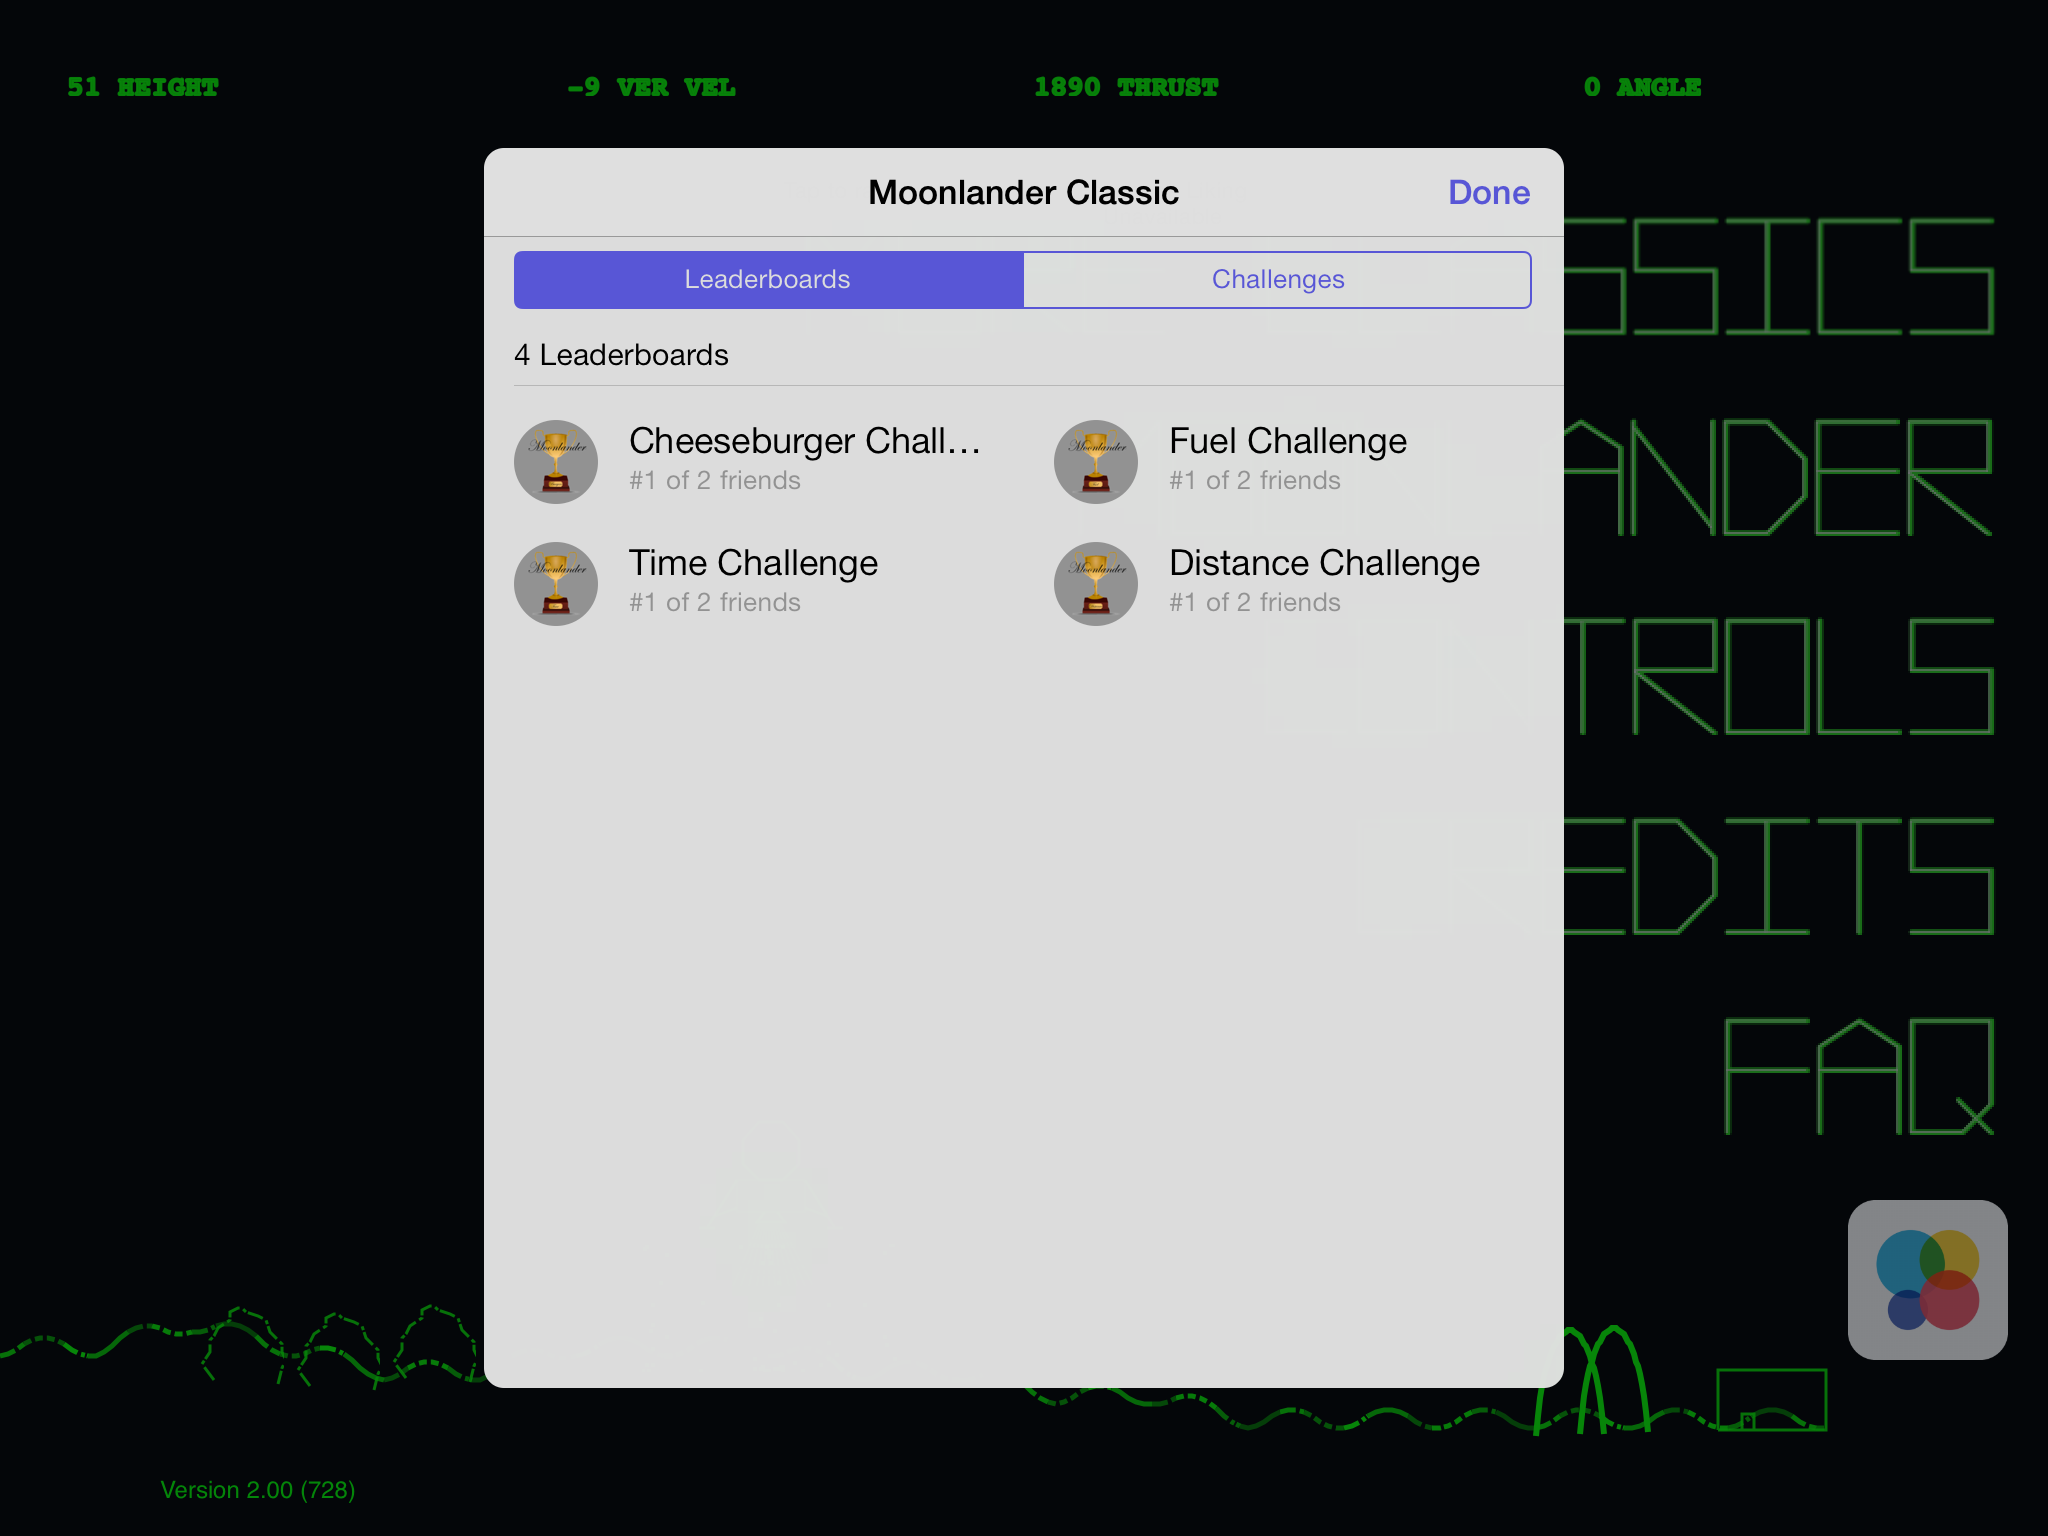 51 HEIGHT
-9 VER VEL
1890 THRUST
0 ANGLE
Moonlander Classic
Done
Leaderboards
Challenges
4 Leaderboards
Moonlander
Cheeseburger Chall...
#1 of 2 friends
Moonlander
Fuel Challenge
#1 of 2 friends
Moonlander
Time Challenge
#1 of 2 friends
Moonlander
Distance Challenge
#1 of 2 friends
SSICS
ANDER
TROLS
EDITS
FAQ
Version 2.00 (728)